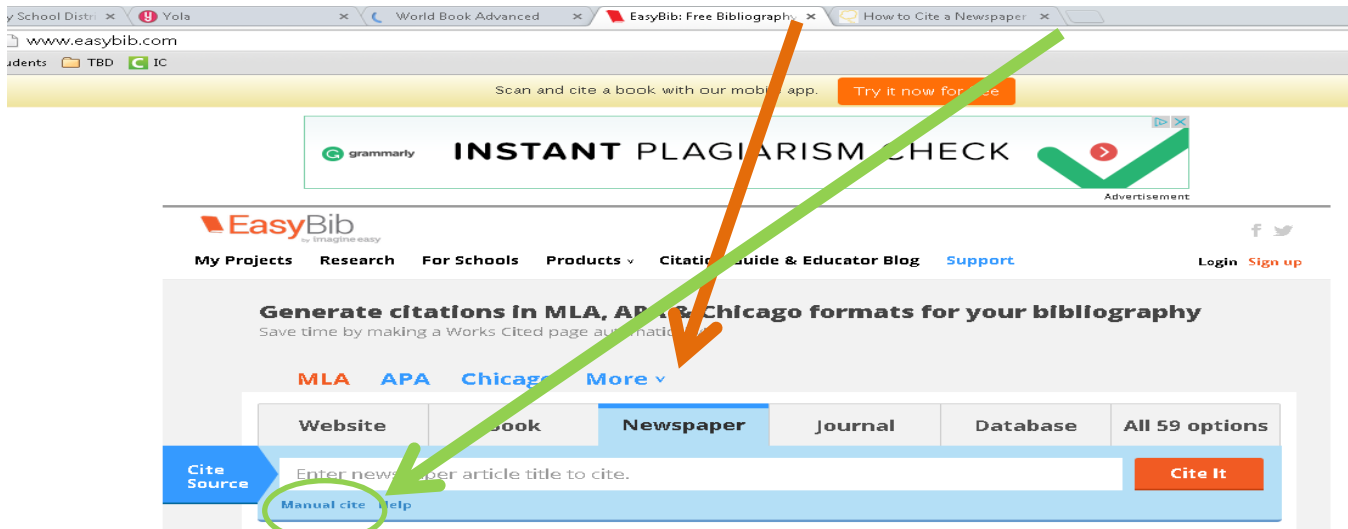 y School Distri Yola World Book Advanced EasyBib: Free Bibliography How to Cite a Newspaper
www.easybib.com
udents TBD IC
Scan and cite a book with our mobile app. Try it now for free
grammarly INSTANT PLAGIARISM CHECK
Advertisement
EasyBib
by Imagine easy
My Projects Research For Schools Products Citation Guide & Educator Blog Support Login Sign up
Generate citations in MLA, APA & Chicago formats for your bibliography
Save time by making a Works Cited page automatically
MLA APA Chicago More
Website Book Newspaper Journal Database All 59 options
Cite
Source
Enter newspaper article title to cite.
Cite It
Manual cite Help